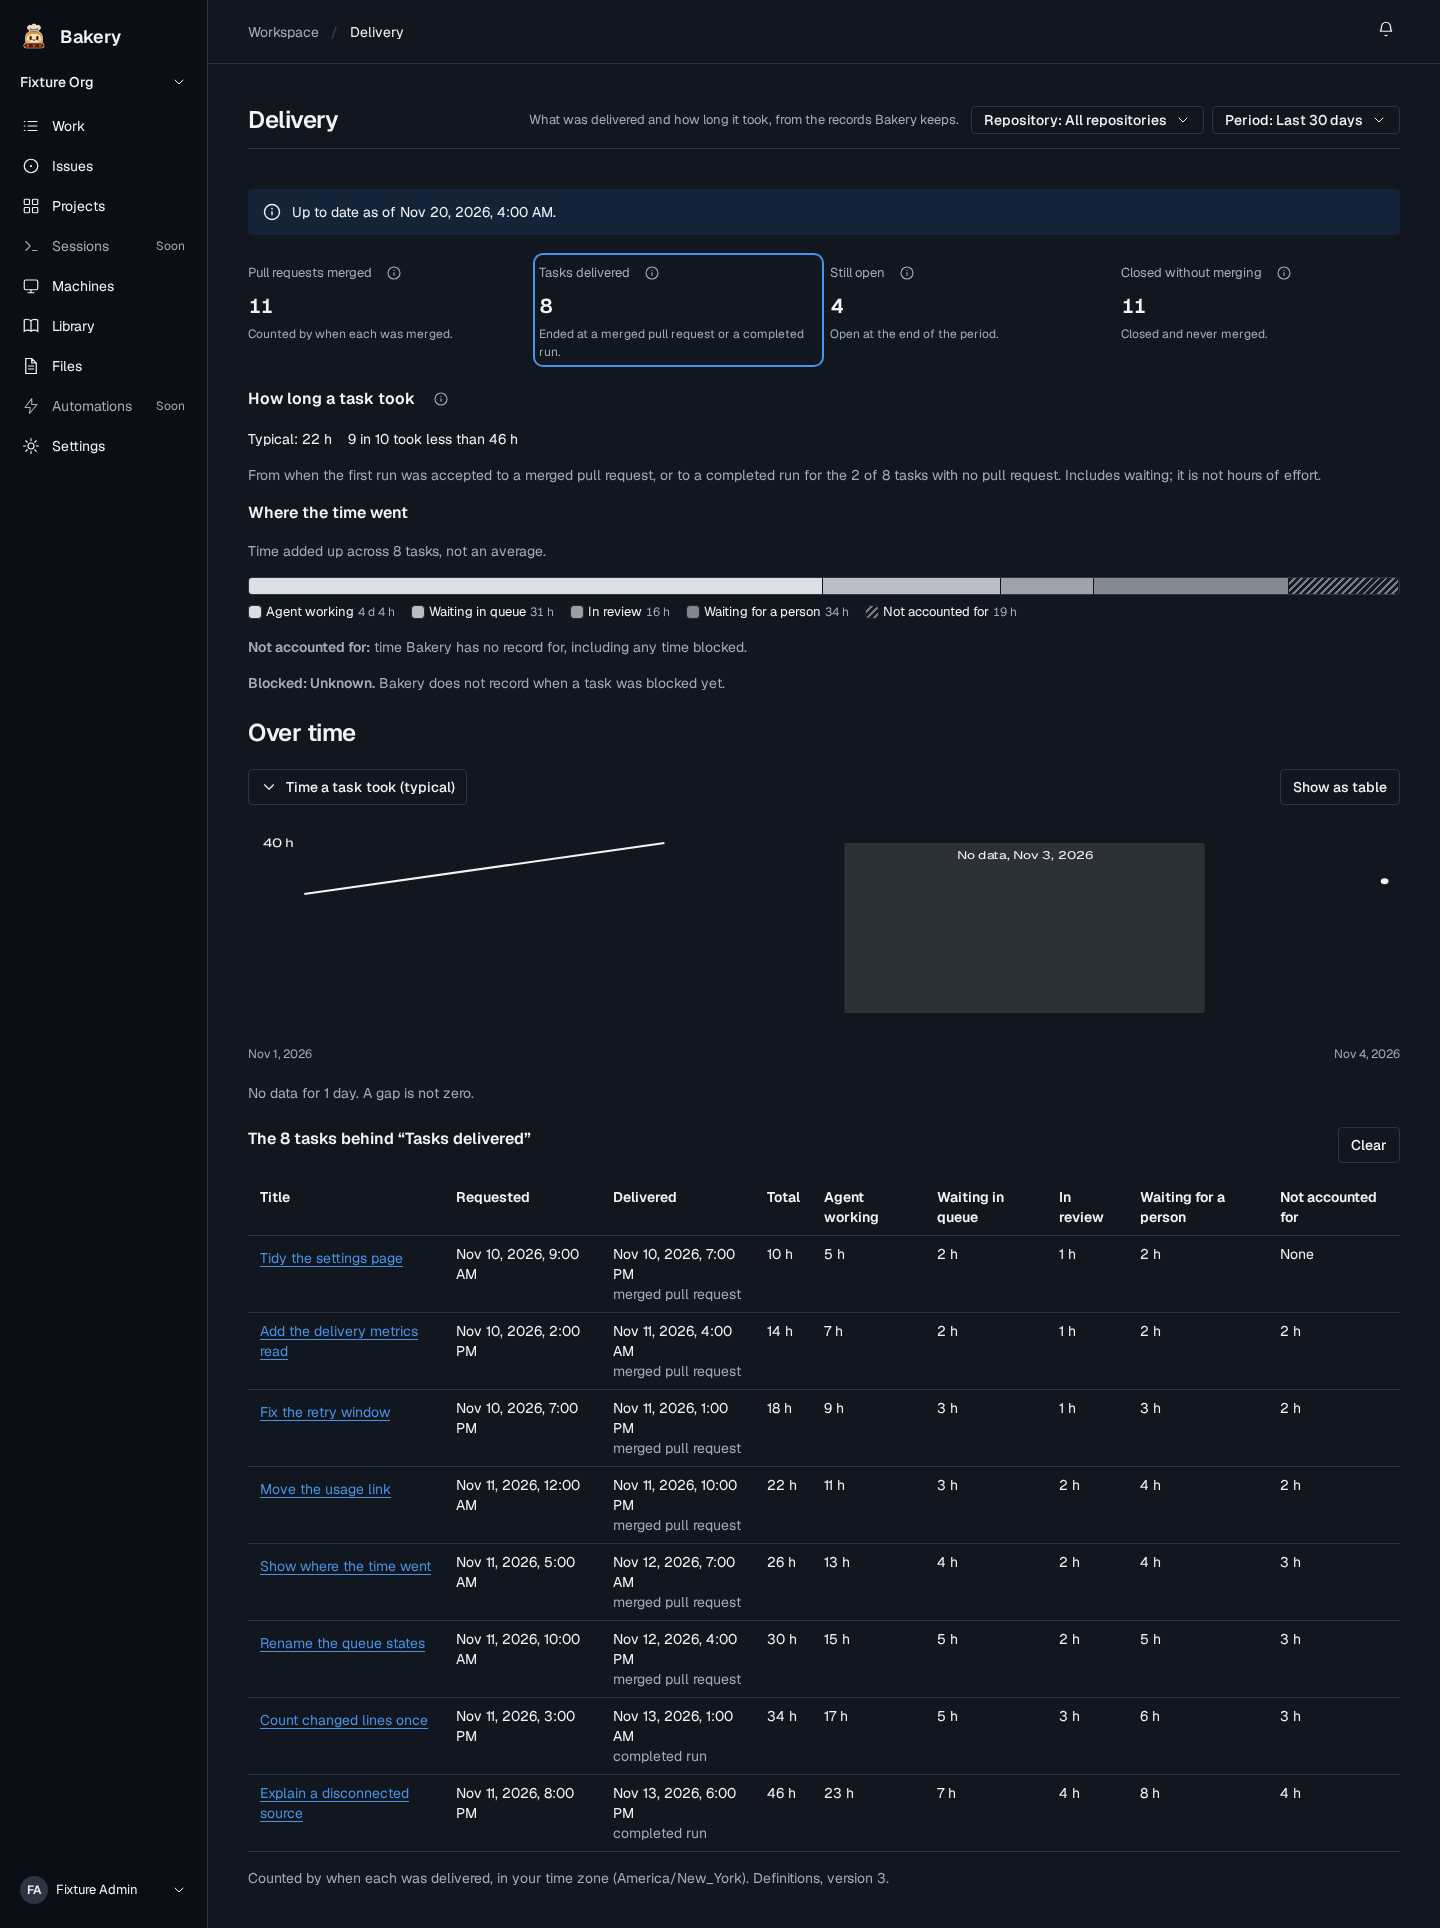 Bakery
Fixture Org
Work
Issues
Projects
Sessions Soon
Machines
Library
Files
Automations Soon
Settings
FA Fixture Admin
Workspace / Delivery
Delivery
What was delivered and how long it took, from the records Bakery keeps.
Repository: All repositories
Period: Last 30 days
Up to date as of Nov 20, 2026, 4:00 AM.
Pull requests merged
11
Counted by when each was merged.
Tasks delivered
8
Ended at a merged pull request or a completed
run.
Still open
4
Open at the end of the period.
Closed without merging
11
Closed and never merged.
How long a task took
Typical: 22 h 9 in 10 took less than 46 h
From when the first run was accepted to a merged pull request, or to a completed run for the 2 of 8 tasks with no pull request. Includes waiting; it is not hours of effort.
Where the time went
Time added up across 8 tasks, not an average.
Agent working 4 d 4 h Waiting in queue 31 h In review 16 h Waiting for a person 34 h Not accounted for 19 h
Not accounted for: time Bakery has no record for, including any time blocked.
Blocked: Unknown. Bakery does not record when a task was blocked yet.
Over time
Time a task took (typical)
Show as table
40 h
No data, Nov 3, 2026
Nov 1, 2026 Nov 4, 2026
No data for 1 day. A gap is not zero.
The 8 tasks behind “Tasks delivered”
Clear
Title Requested Delivered Total Agent working Waiting in queue In review Waiting for a person Not accounted for
Tidy the settings page Nov 10, 2026, 9:00 AM Nov 10, 2026, 7:00 PM merged pull request 10 h 5 h 2 h 1 h 2 h None
Add the delivery metrics read Nov 10, 2026, 2:00 PM Nov 11, 2026, 4:00 AM merged pull request 14 h 7 h 2 h 1 h 2 h 2 h
Fix the retry window Nov 10, 2026, 7:00 PM Nov 11, 2026, 1:00 PM merged pull request 18 h 9 h 3 h 1 h 3 h 2 h
Move the usage link Nov 11, 2026, 12:00 AM Nov 11, 2026, 10:00 PM merged pull request 22 h 11 h 3 h 2 h 4 h 2 h
Show where the time went Nov 11, 2026, 5:00 AM Nov 12, 2026, 7:00 AM merged pull request 26 h 13 h 4 h 2 h 4 h 3 h
Rename the queue states Nov 11, 2026, 10:00 AM Nov 12, 2026, 4:00 PM merged pull request 30 h 15 h 5 h 2 h 5 h 3 h
Count changed lines once Nov 11, 2026, 3:00 PM Nov 13, 2026, 1:00 AM completed run 34 h 17 h 5 h 3 h 6 h 3 h
Explain a disconnected source Nov 11, 2026, 8:00 PM Nov 13, 2026, 6:00 PM completed run 46 h 23 h 7 h 4 h 8 h 4 h
Counted by when each was delivered, in your time zone (America/New_York). Definitions, version 3.